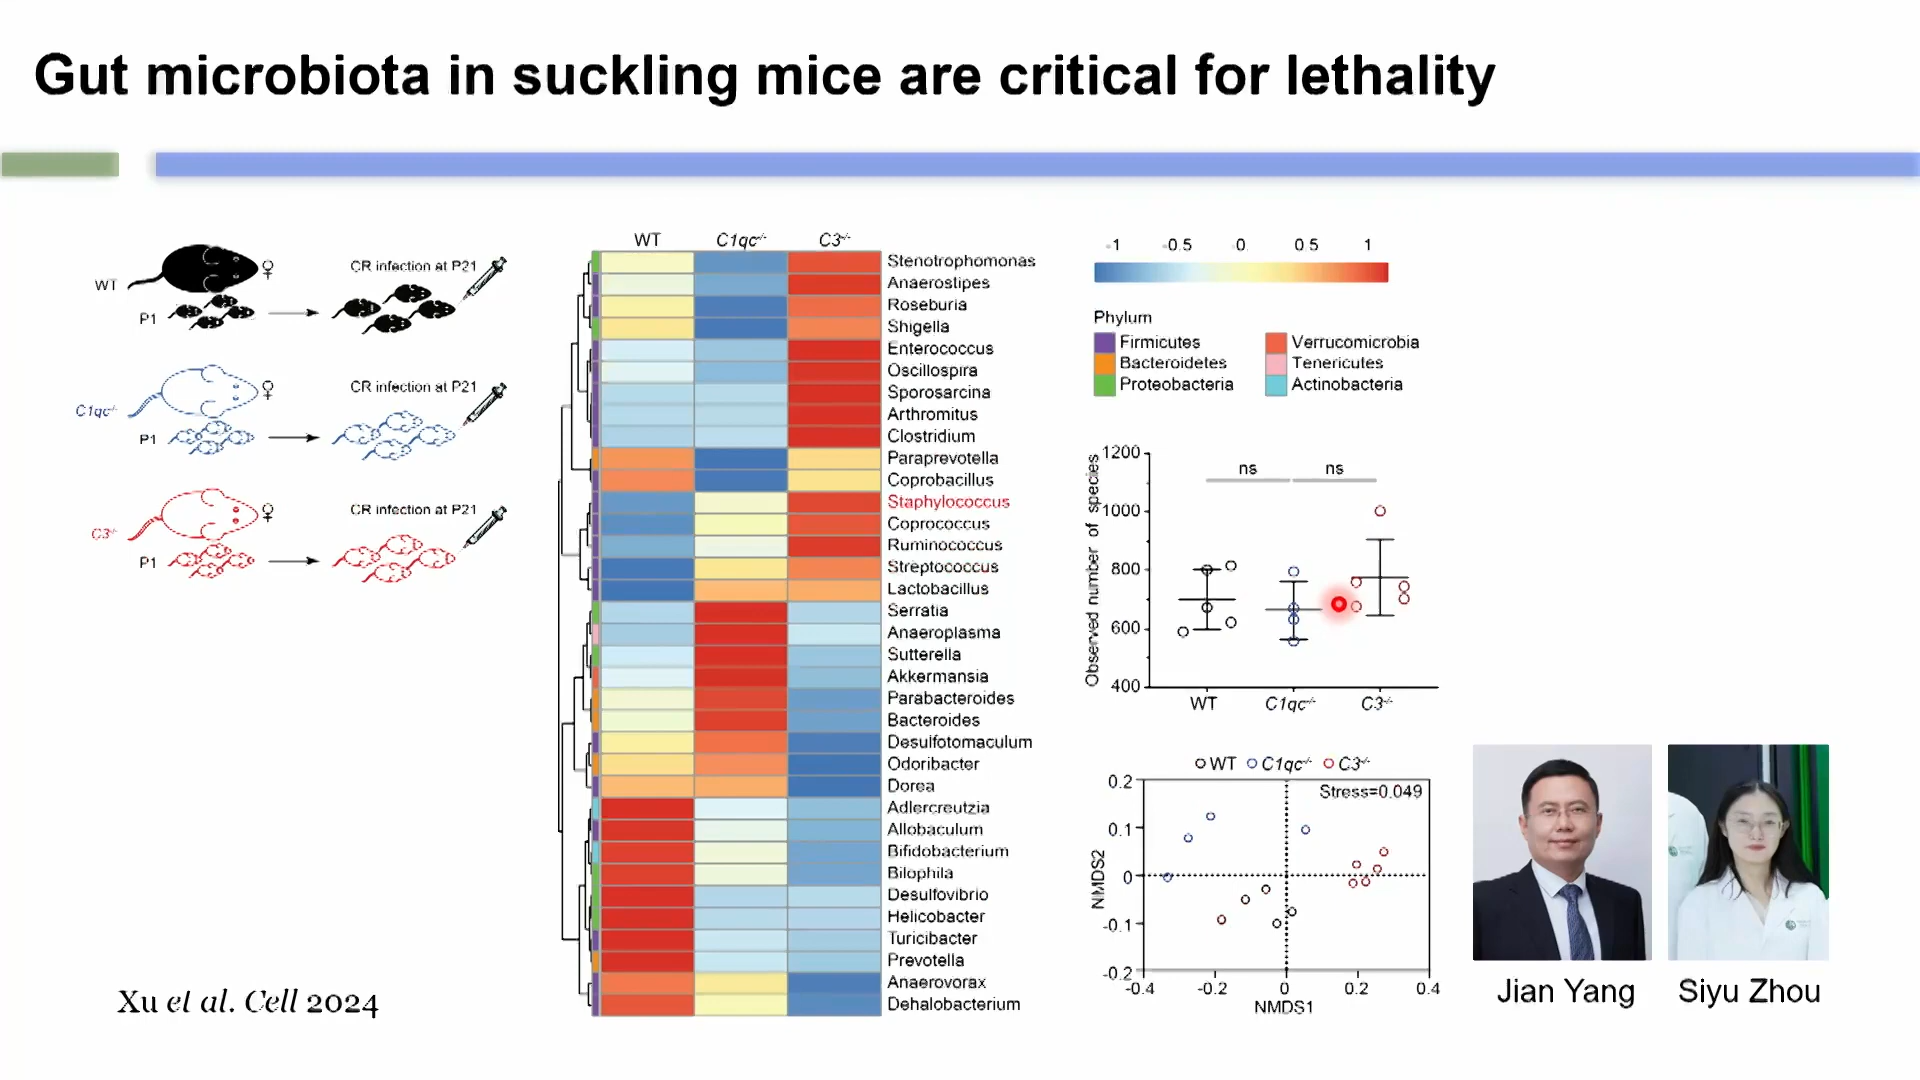 Gut microbiota in suckling mice are critical for lethality
WT
P1
CR infection at P21
C1qc-/-
P1
CR infection at P21
C3-/-
P1
CR infection at P21
WT C1qc-/- C3-/-
Stenotrophomonas
Anaerostipes
Roseburia
Shigella
Enterococcus
Oscillospira
Sporosarcina
Arthromitus
Clostridium
Paraprevotella
Coprobacillus
Staphylococcus
Coprococcus
Ruminococcus
Streptococcus
Lactobacillus
Serratia
Anaeroplasma
Sutterella
Akkermansia
Parabacteroides
Bacteroides
Desulfotomaculum
Odoribacter
Dorea
Adlercreutzia
Allobaculum
Bifidobacterium
Bilophila
Desulfovibrio
Helicobacter
Turicibacter
Prevotella
Anaerovorax
Dehalobacterium
-1 -0.5 0 0.5 1
Phylum
Firmicutes
Bacteroidetes
Proteobacteria
Verrucomicrobia
Tenericutes
Actinobacteria
Observed number of species
1200
1000
800
600
400
ns ns
WT C1qc-/- C3-/-
WT C1qc-/- C3-/-
Stress=0.049
NMDS2
0.2
0.1
0
-0.1
-0.2
-0.4 -0.2 0 0.2 0.4
NMDS1
Jian Yang
Siyu Zhou
Xu et al. Cell 2024